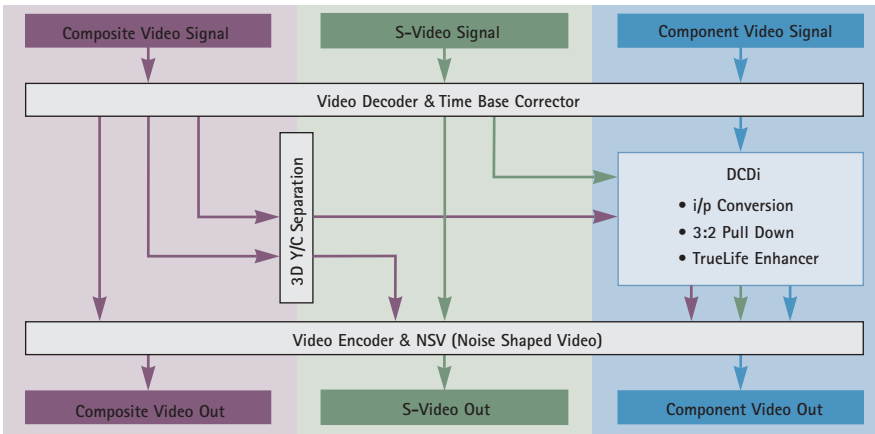 Composite Video Signal
S-Video Signal
Component Video Signal
Video Decoder & Time Base Corrector
3D Y/C Separation
DCDi
• i/p Conversion
• 3:2 Pull Down
• TrueLife Enhancer
Video Encoder & NSV (Noise Shaped Video)
Composite Video Out
S-Video Out
Component Video Out